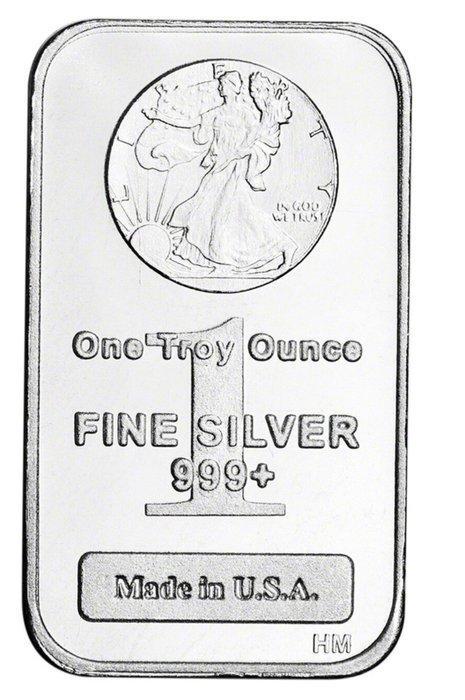 LIBERTY
IN GOD
WE TRUST
1
One Troy Ounce
FINE SILVER
999+
Made in U.S.A.
HM